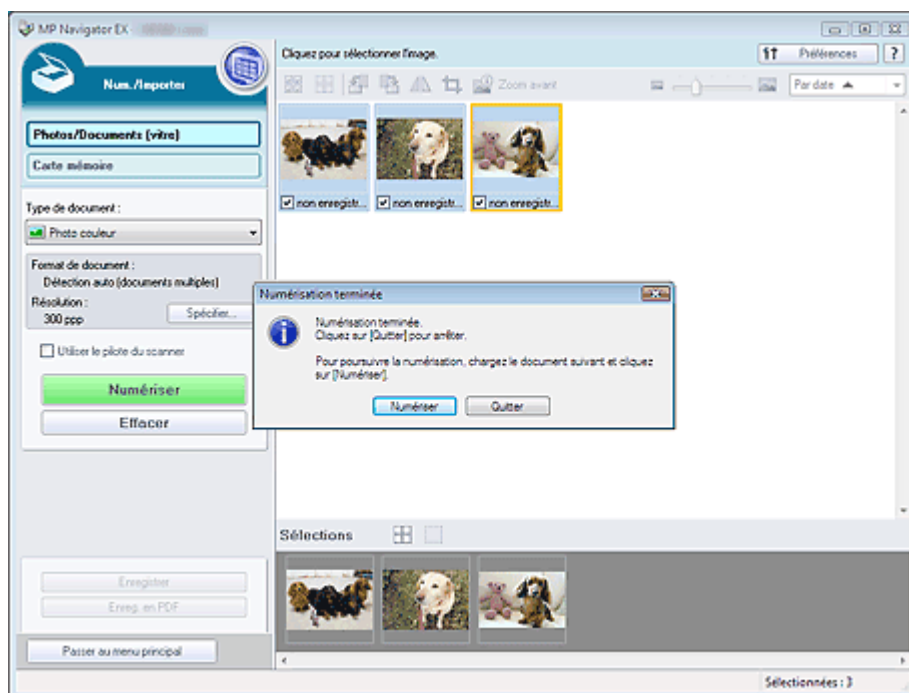 MP Navigator EX
Num./Importer
Photos/Documents (vitre)
Carte mémoire
Type de document :
Photo couleur
Format de document :
Détection auto (documents multiples)
Résolution :
300 ppp
Spécifier...
Utiliser le pilote du scanner
Numériser
Effacer
Enregistrer
Enreg. en PDF
Passer au menu principal
Cliquez pour sélectionner l'image.
Préférences
?
Zoom avant
Par date
non enregistr...
non enregistr...
non enregistr...
Numérisation terminée
Numérisation terminée.
Cliquez sur [Quitter] pour arrêter.
Pour poursuivre la numérisation, chargez le document suivant et cliquez
sur [Numériser].
Numériser
Quitter
Sélections
Sélectionnées : 3